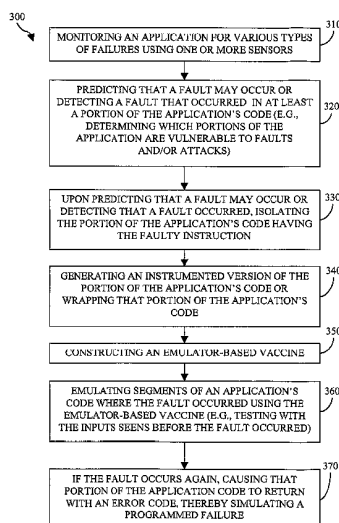 300
310
MONITORING AN APPLICATION FOR VARIOUS TYPES
OF FAILURES USING ONE OR MORE SENSORS
320
PREDICTING THAT A FAULT MAY OCCUR OR
DETECTING A FAULT THAT OCCURRED IN AT LEAST
A PORTION OF THE APPLICATION'S CODE (E.G.,
DETERMINING WHICH PORTIONS OF THE
APPLICATION ARE VULNERABLE TO FAULTS
AND/OR ATTACKS)
330
UPON PREDICTING THAT A FAULT MAY OCCUR OR
DETECTING THAT A FAULT OCCURRED, ISOLATING
THE PORTION OF THE APPLICATION'S CODE HAVING
THE FAULTY INSTRUCTION
340
GENERATING AN INSTRUMENTED VERSION OF THE
PORTION OF THE APPLICATION'S CODE OR
WRAPPING THAT PORTION OF THE APPLICATION'S
CODE
350
CONSTRUCTING AN EMULATOR-BASED VACCINE
360
EMULATING SEGMENTS OF AN APPLICATION'S
CODE WHERE THE FAULT OCCURRED USING THE
EMULATOR-BASED VACCINE (E.G., TESTING WITH
THE INPUTS SEENS BEFORE THE FAULT OCCURRED)
370
IF THE FAULT OCCURS AGAIN, CAUSING THAT
PORTION OF THE APPLICATION CODE TO RETURN
WITH AN ERROR CODE, THEREBY SIMULATING A
PROGRAMMED FAILURE